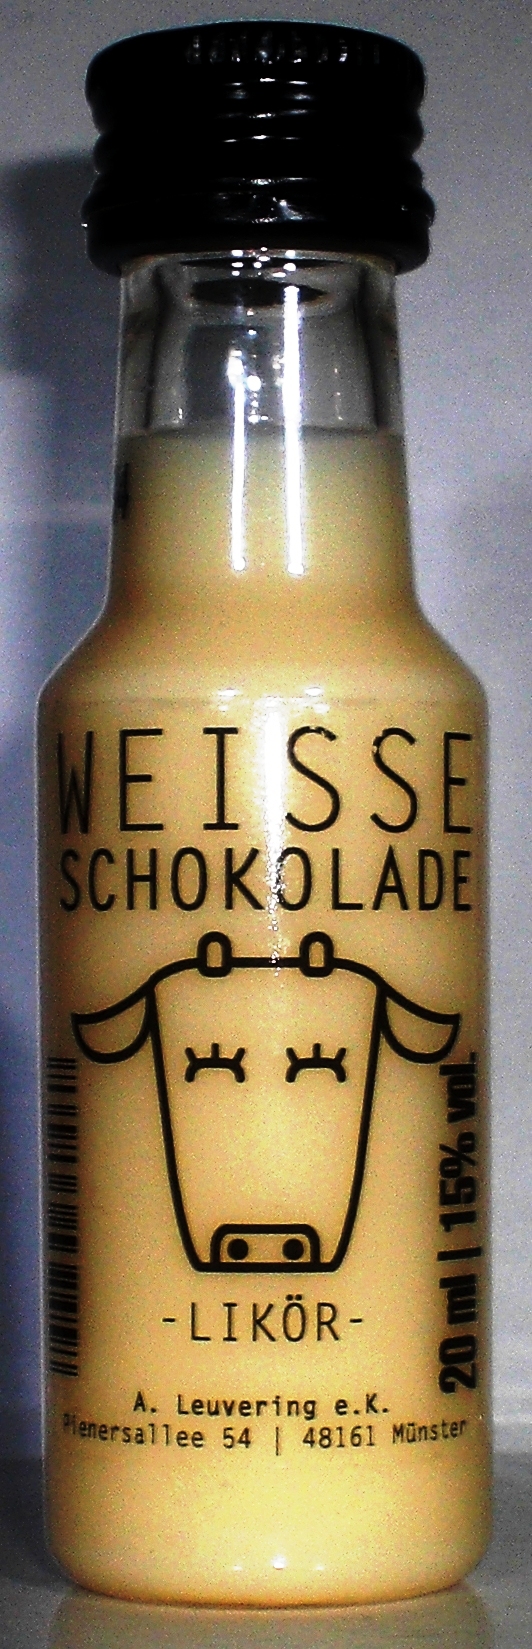 WEISSE
SCHOKOLADE
-LIKÖR-
20 ml | 15% vol.
A. Leuvering e.K.
Pienersallee 54 | 48161 Münster